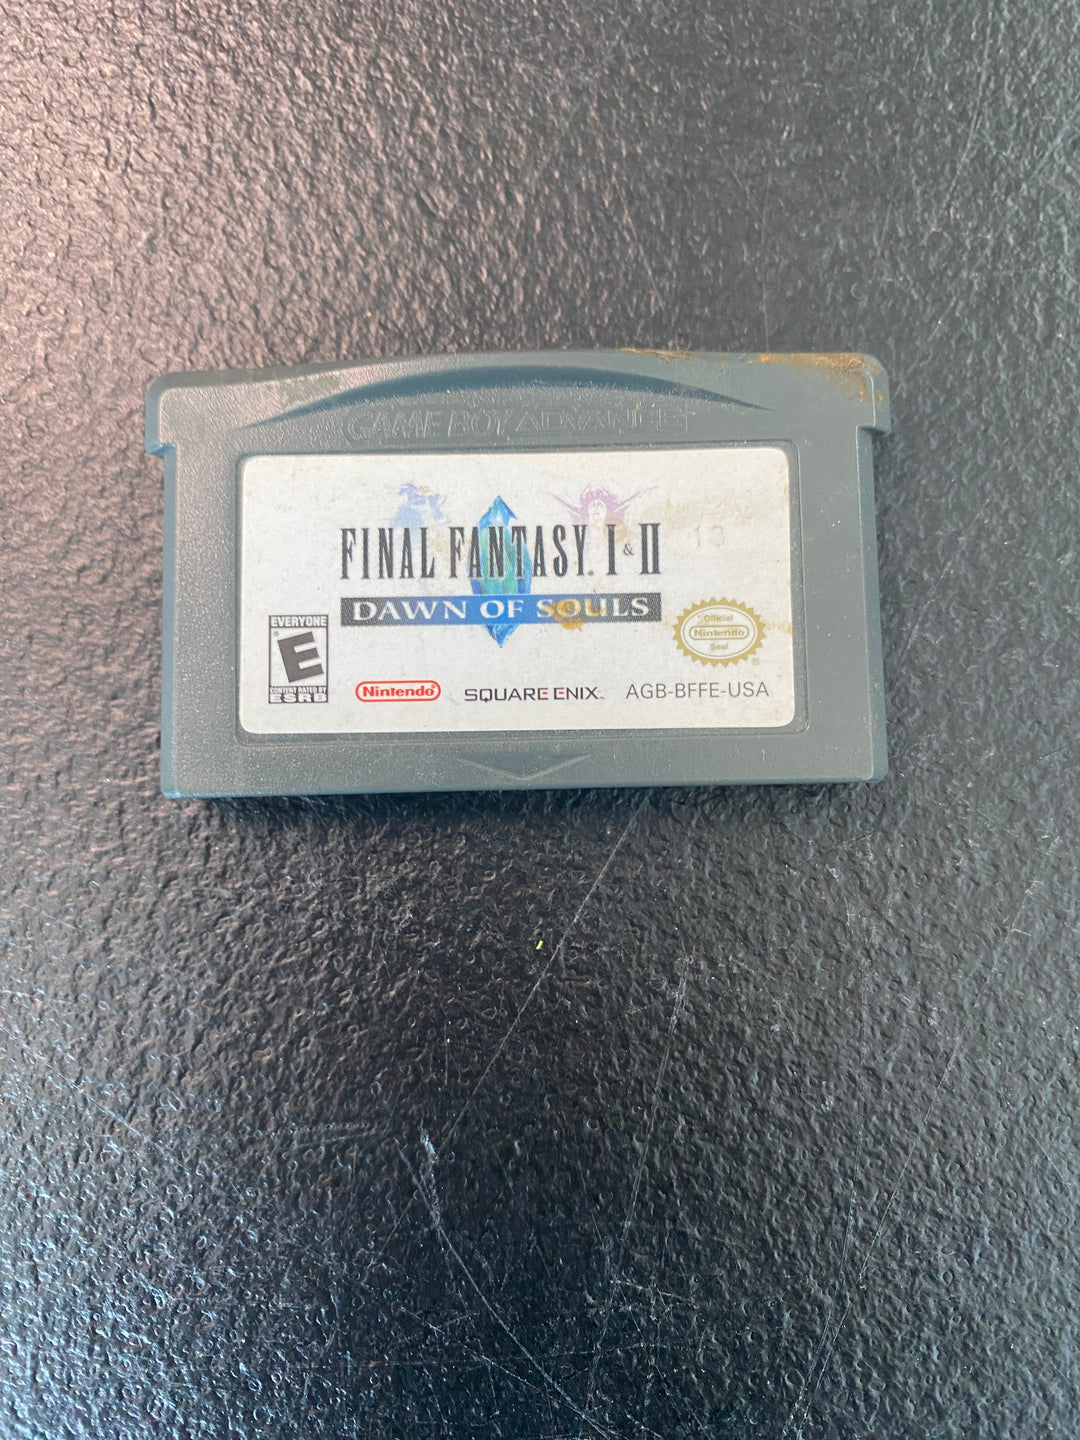 GAME BOY ADVANCE
FINAL FANTASY. I & II
DAWN OF SOULS
EVERYONE
E
CONTENT RATED BY
ESRB
Nintendo
SQUARE ENIX
AGB-BFFE-USA
Official
Nintendo
Seal
®